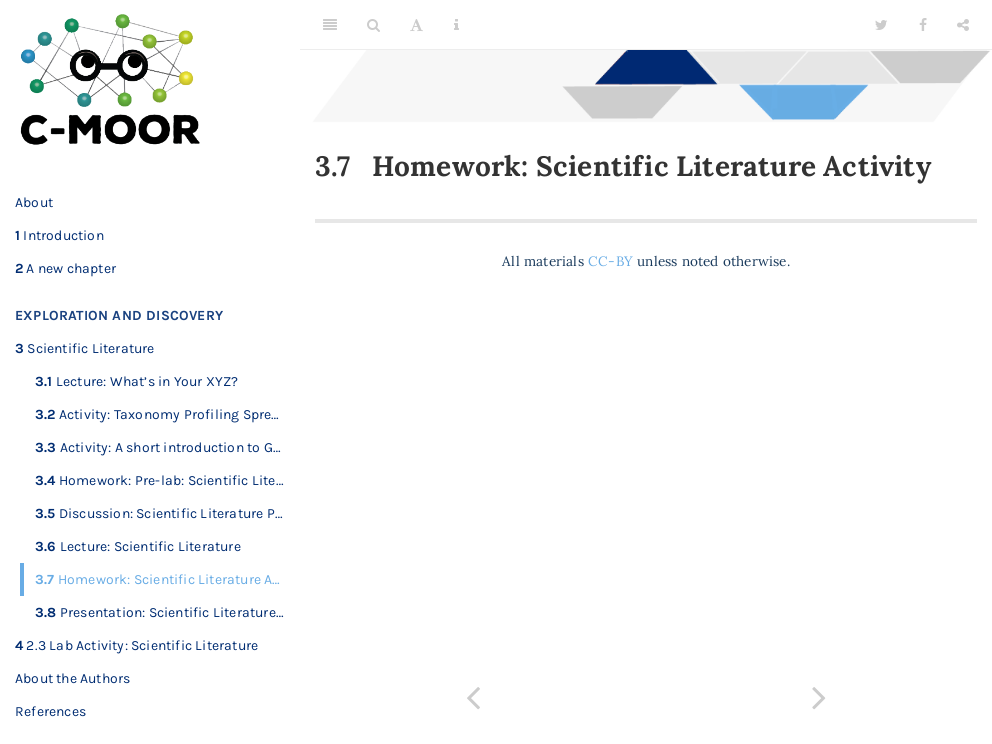 C-MOOR
About
1 Introduction
2 A new chapter
EXPLORATION AND DISCOVERY
3 Scientific Literature
3.1 Lecture: What's in Your XYZ?
3.2 Activity: Taxonomy Profiling Spre…
3.3 Activity: A short introduction to G…
3.4 Homework: Pre-lab: Scientific Lite…
3.5 Discussion: Scientific Literature P…
3.6 Lecture: Scientific Literature
3.7 Homework: Scientific Literature A…
3.8 Presentation: Scientific Literature…
4 2.3 Lab Activity: Scientific Literature
About the Authors
References
3.7 Homework: Scientific Literature Activity
All materials CC-BY unless noted otherwise.